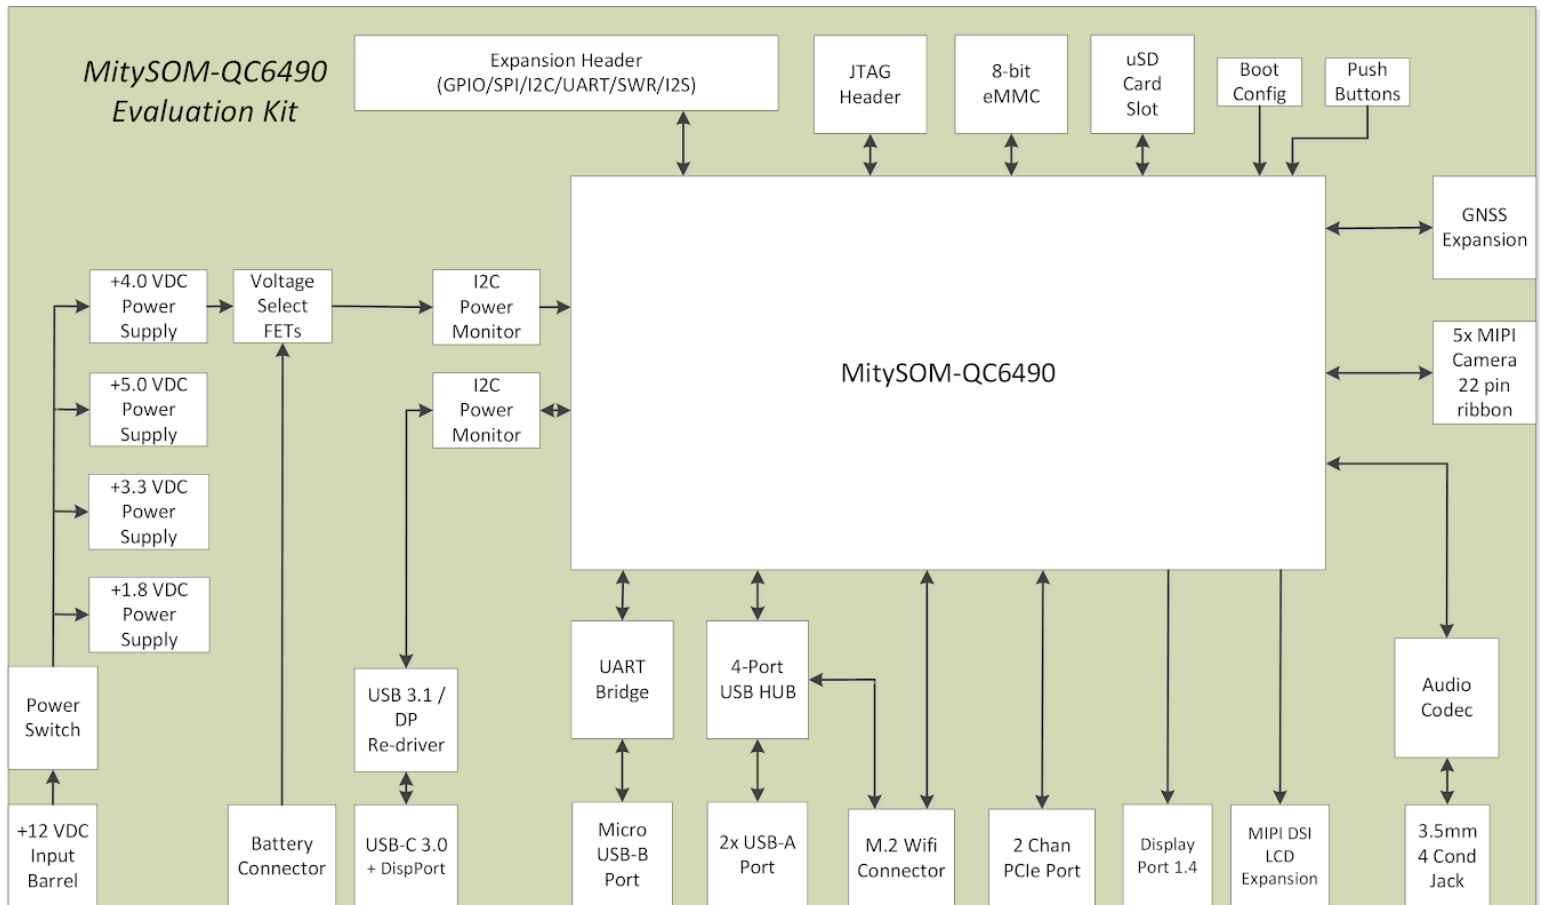 MitySOM-QC6490
Evaluation Kit
Expansion Header
(GPIO/SPI/I2C/UART/SWR/I2S)
JTAG
Header
8-bit
eMMC
uSD
Card
Slot
Boot
Config
Push
Buttons
GNSS
Expansion
+4.0 VDC
Power
Supply
Voltage
Select
FETs
I2C
Power
Monitor
5x MIPI
Camera
22 pin
ribbon
MitySOM-QC6490
+5.0 VDC
Power
Supply
I2C
Power
Monitor
+3.3 VDC
Power
Supply
+1.8 VDC
Power
Supply
Power
Switch
USB 3.1 /
DP
Re-driver
UART
Bridge
4-Port
USB HUB
Audio
Codec
+12 VDC
Input
Barrel
Battery
Connector
USB-C 3.0
+ DispPort
Micro
USB-B
Port
2x USB-A
Port
M.2 Wifi
Connector
2 Chan
PCIe Port
Display
Port 1.4
MIPI DSI
LCD
Expansion
3.5mm
4 Cond
Jack